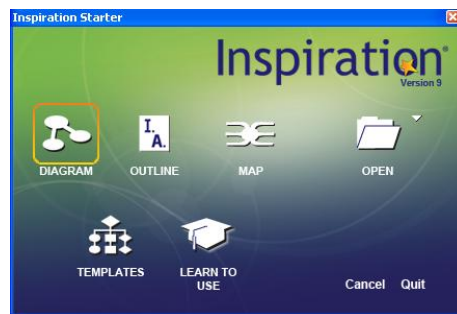 Inspiration Starter
Inspiration®
Version 9
I.
A.
DIAGRAM
OUTLINE
MAP
OPEN
TEMPLATES
LEARN TO
USE
Cancel
Quit